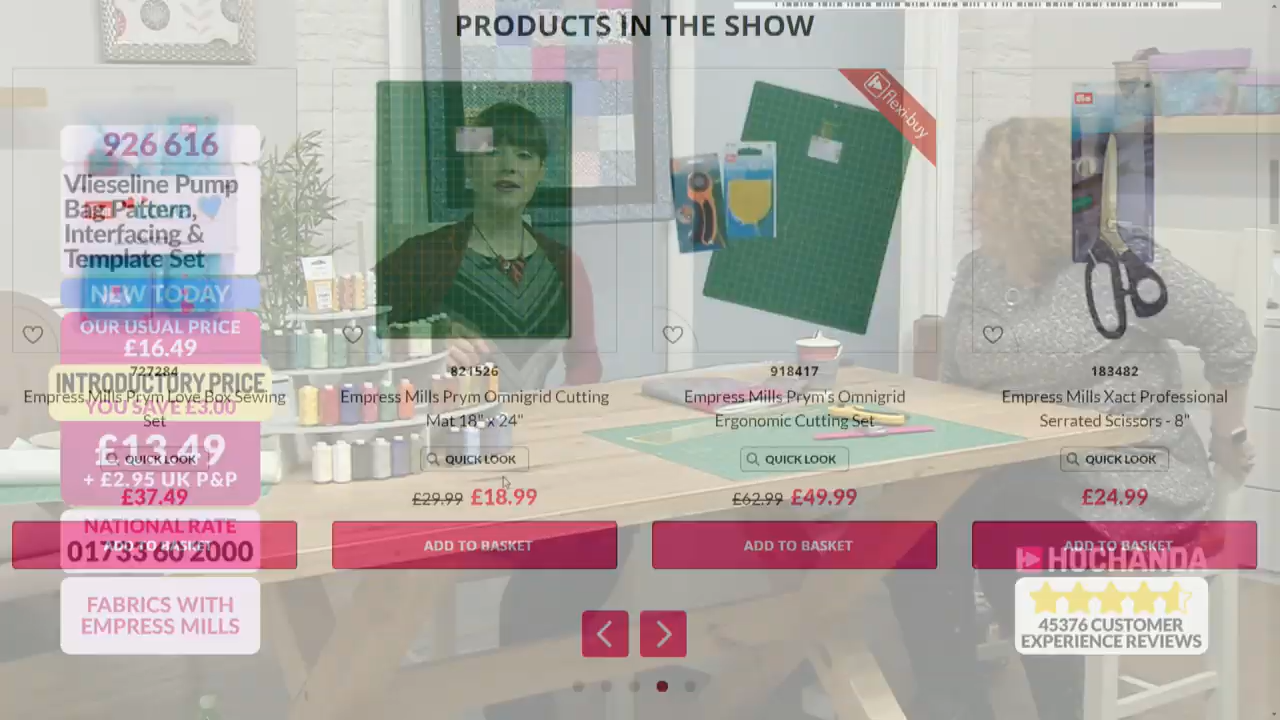 PRODUCTS IN THE SHOW
flexi-buy
926 616
Vlieseline Pump
Bag Pattern,
Interfacing &
Template Set
NEW TODAY
OUR USUAL PRICE
£16.49
INTRODUCTORY PRICE
YOU SAVE £3.00
£13.49
+ £2.95 UK P&P
NATIONAL RATE
01733 602000
FABRICS WITH
EMPRESS MILLS
727284
Empress Mills Prym Love Box Sewing
Set
QUICK LOOK
£37.49
ADD TO BASKET
821526
Empress Mills Prym Omnigrid Cutting
Mat 18" x 24"
QUICK LOOK
£29.99 £18.99
ADD TO BASKET
918417
Empress Mills Prym's Omnigrid
Ergonomic Cutting Set
QUICK LOOK
£62.99 £49.99
ADD TO BASKET
183482
Empress Mills Xact Professional
Serrated Scissors - 8"
QUICK LOOK
£24.99
ADD TO BASKET
HOCHANDA
45376 CUSTOMER
EXPERIENCE REVIEWS